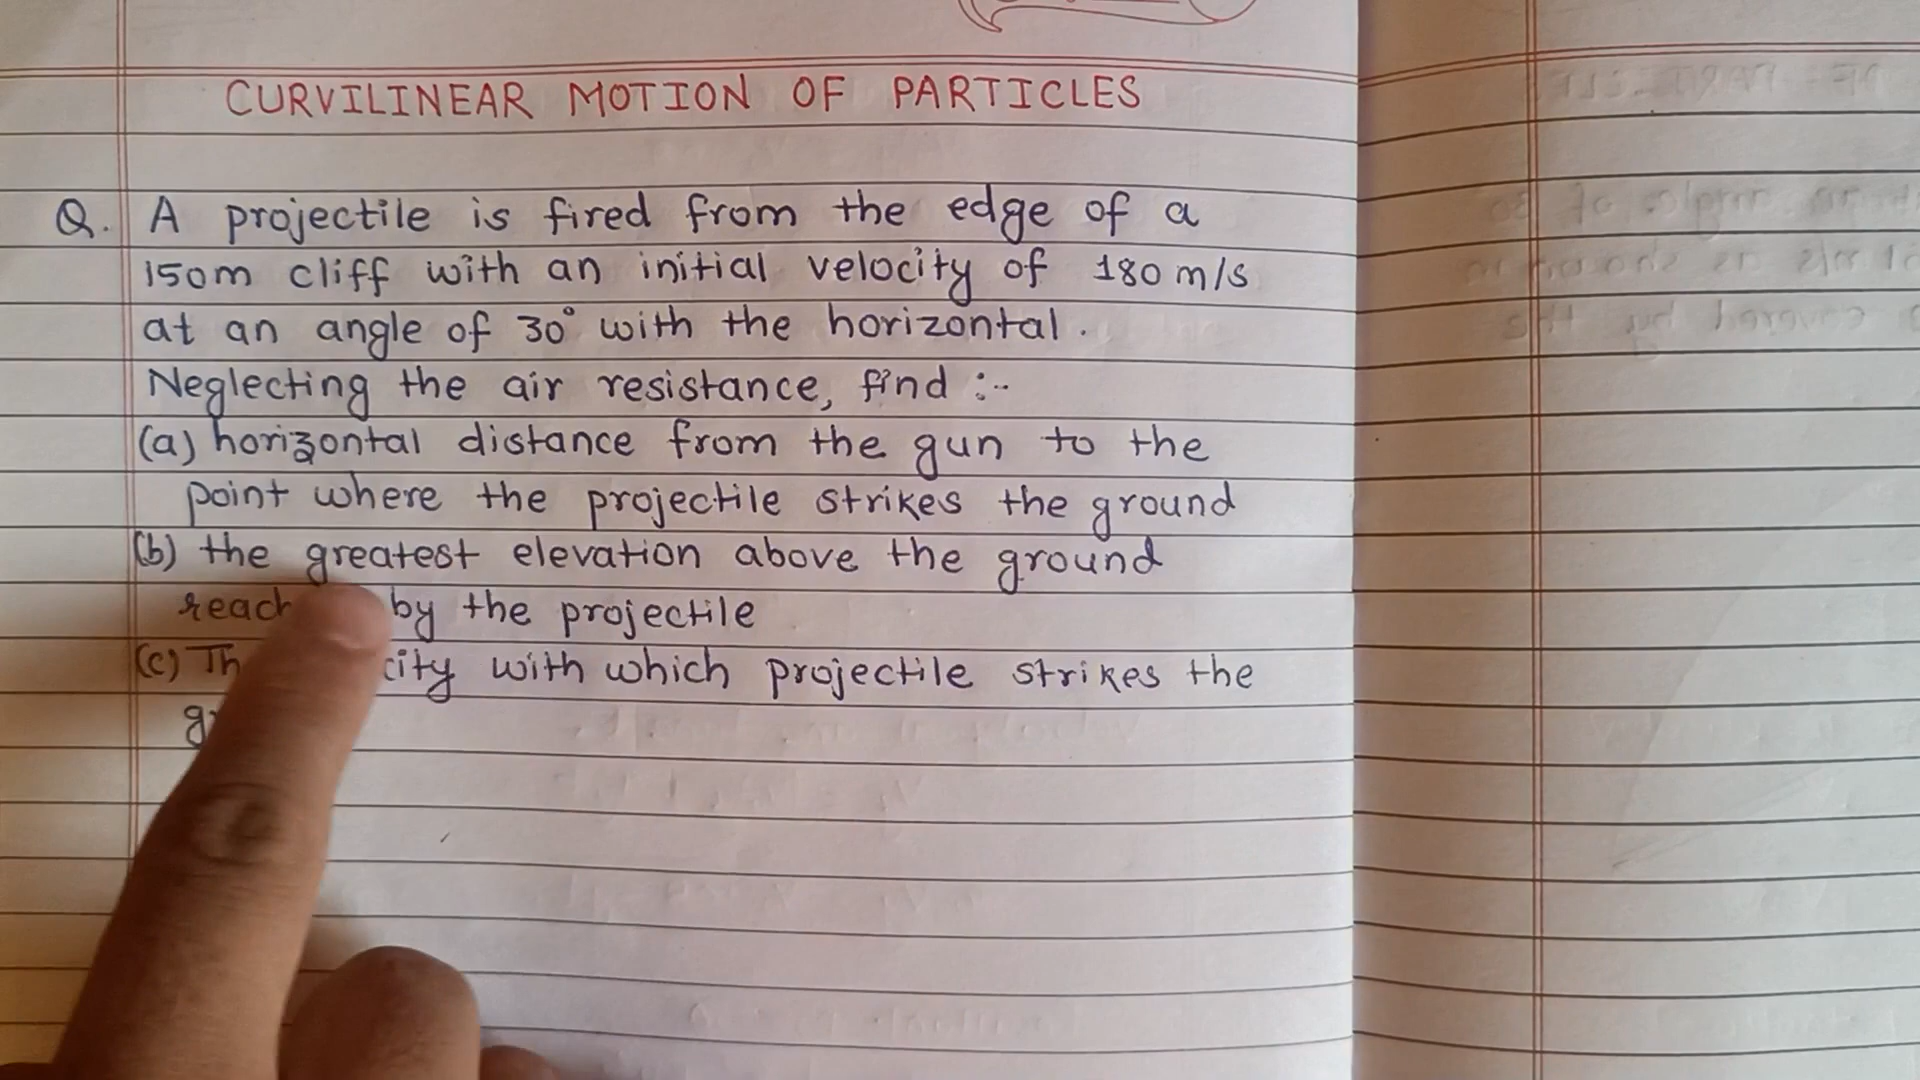 CURVILINEAR MOTION OF PARTICLES
Q. A projectile is fired from the edge of a
150m cliff with an initial velocity of 180 m/s
at an angle of 30° with the horizontal.
Neglecting the air resistance, find :--
(a) horizontal distance from the gun to the
point where the projectile strikes the ground
(b) the greatest elevation above the ground
by the projectile
(c) with which projectile strikes the